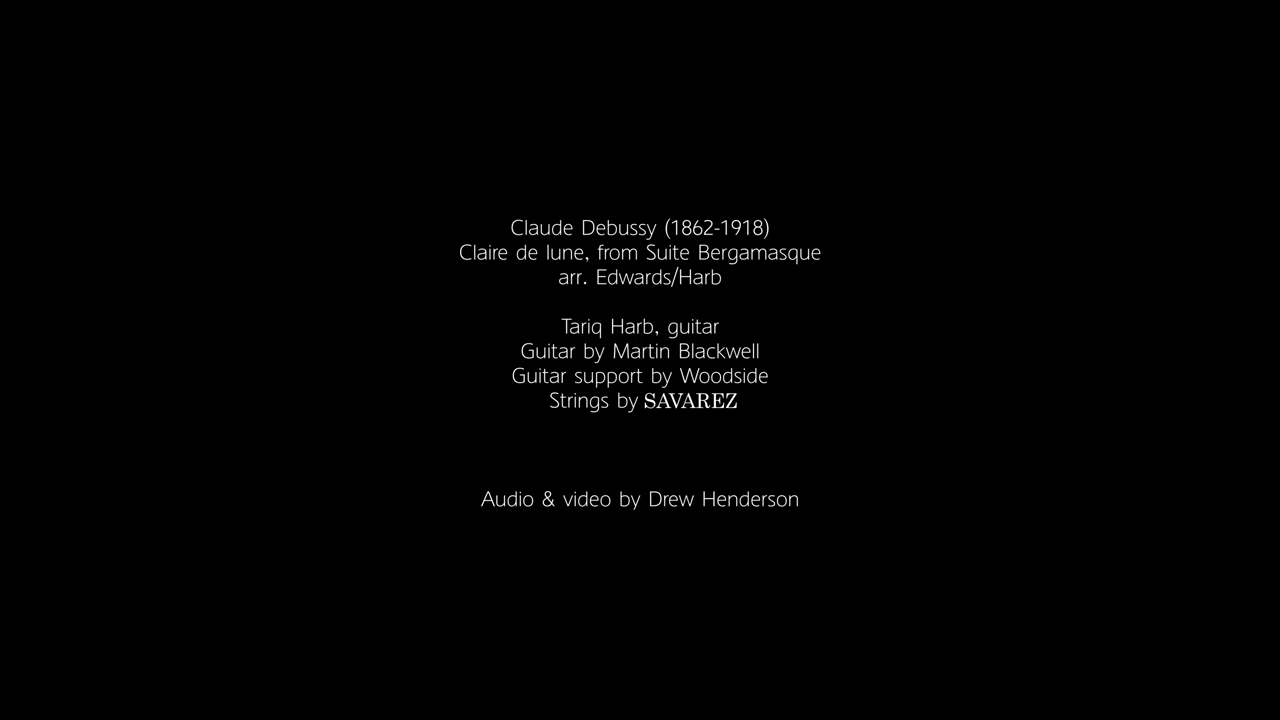 Claude Debussy (1862-1918)
Claire de lune, from Suite Bergamasque
arr. Edwards/Harb
Tariq Harb, guitar
Guitar by Martin Blackwell
Guitar support by Woodside
Strings by SAVAREZ
Audio & video by Drew Henderson